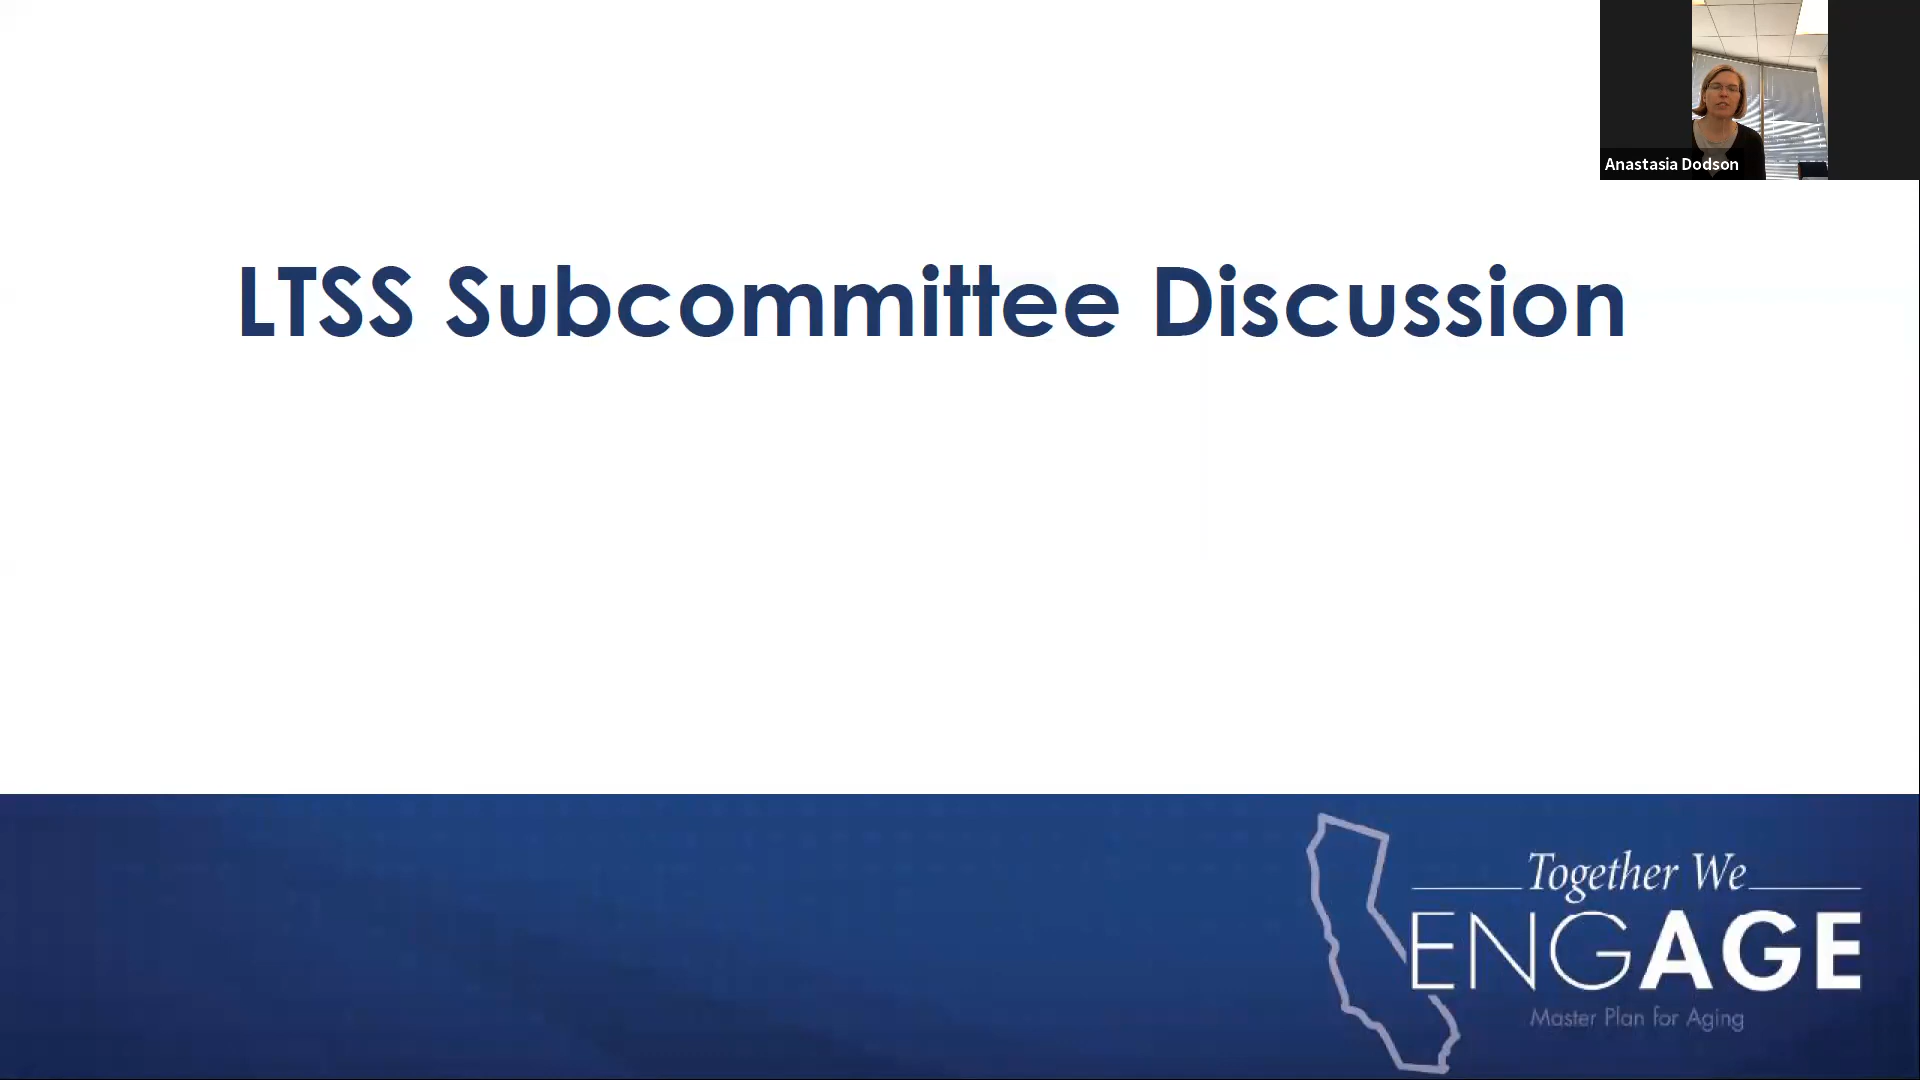 Anastasia Dodson
LTSS Subcommittee Discussion
Together We
ENGAGE
Master Plan for Aging